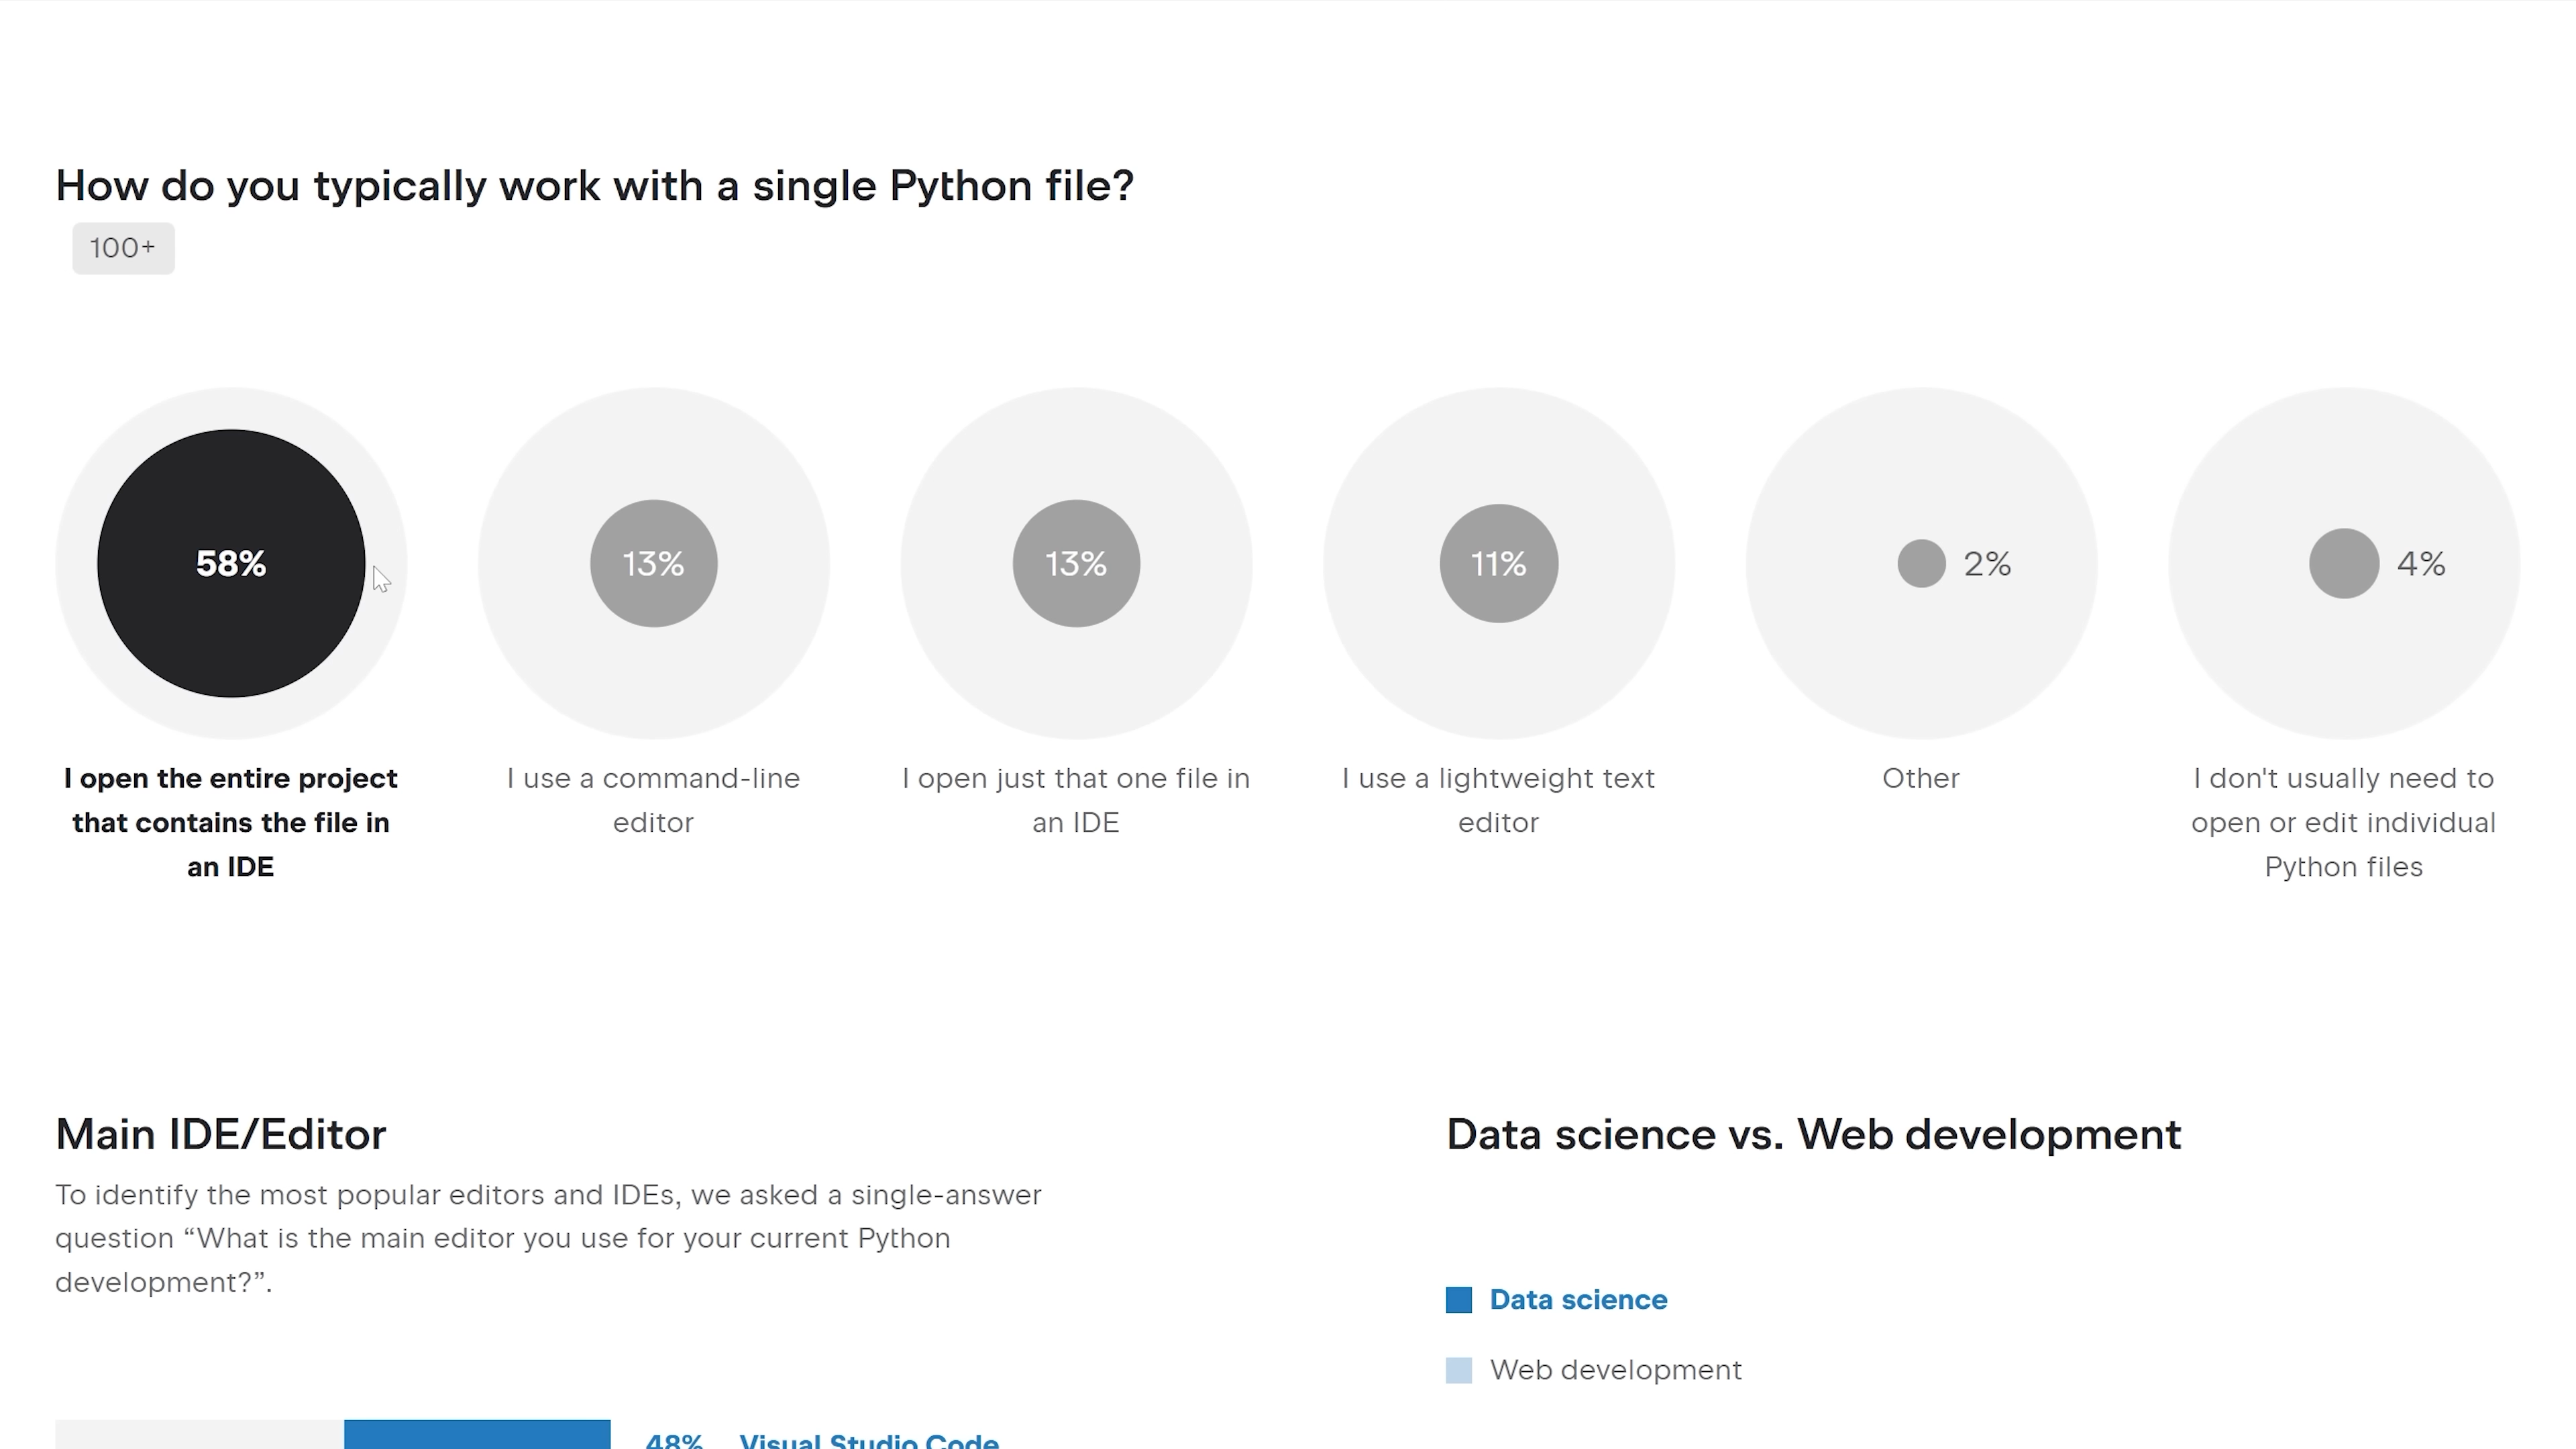 How do you typically work with a single Python file?
100+
58%
13%
13%
11%
2%
4%
I open the entire project
that contains the file in
an IDE
I use a command-line
editor
I open just that one file in
an IDE
I use a lightweight text
editor
Other
I don't usually need to
open or edit individual
Python files
Main IDE/Editor
To identify the most popular editors and IDEs, we asked a single-answer
question “What is the main editor you use for your current Python
development?”.
48% Visual Studio Code
Data science vs. Web development
Data science
Web development